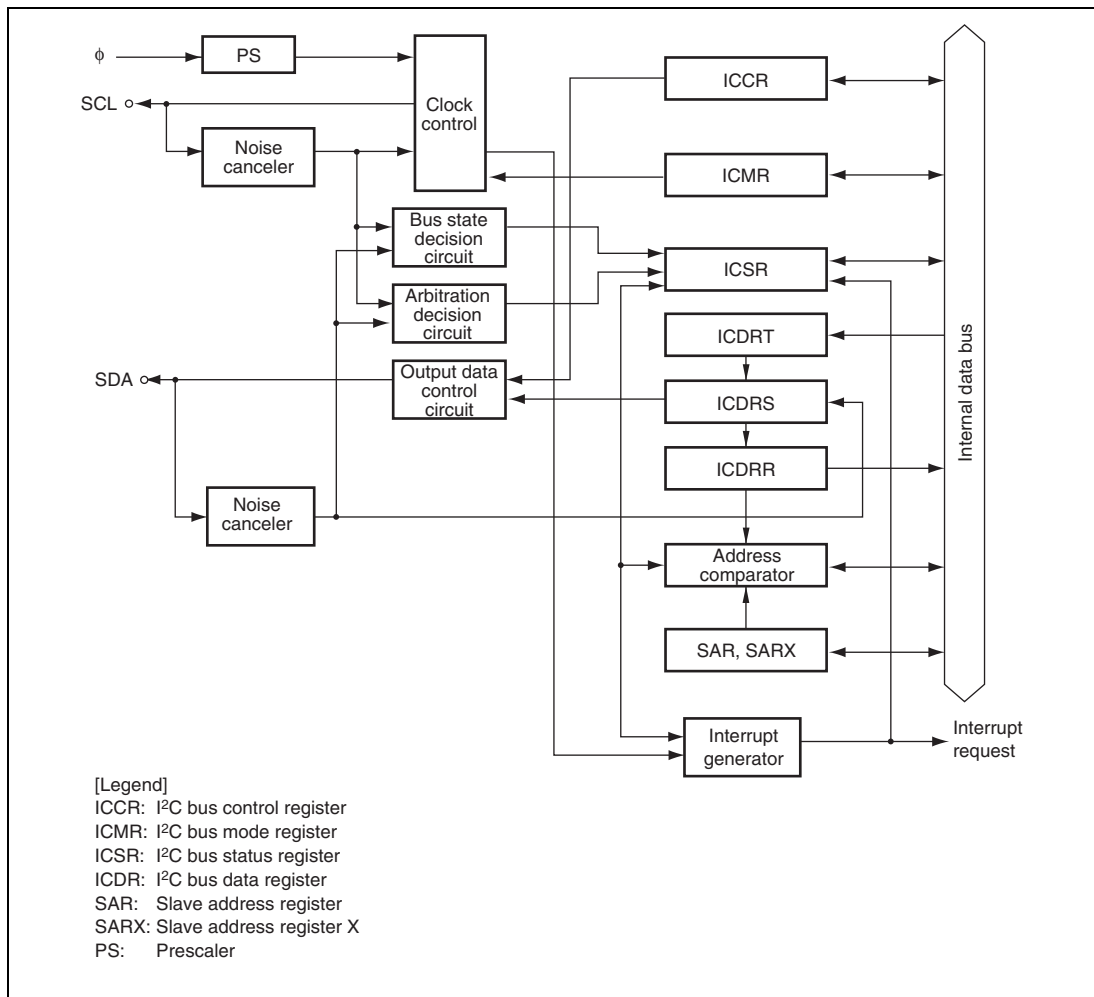 φ
PS
SCL
Clock
control
Noise
canceler
ICCR
ICMR
Bus state
decision
circuit
ICSR
Arbitration
decision
circuit
ICDRT
SDA
Output data
control
circuit
ICDRS
ICDRR
Noise
canceler
Address
comparator
SAR, SARX
Internal data bus
Interrupt
generator
Interrupt
request
[Legend]
ICCR: I²C bus control register
ICMR: I²C bus mode register
ICSR: I²C bus status register
ICDR: I²C bus data register
SAR: Slave address register
SARX: Slave address register X
PS: Prescaler